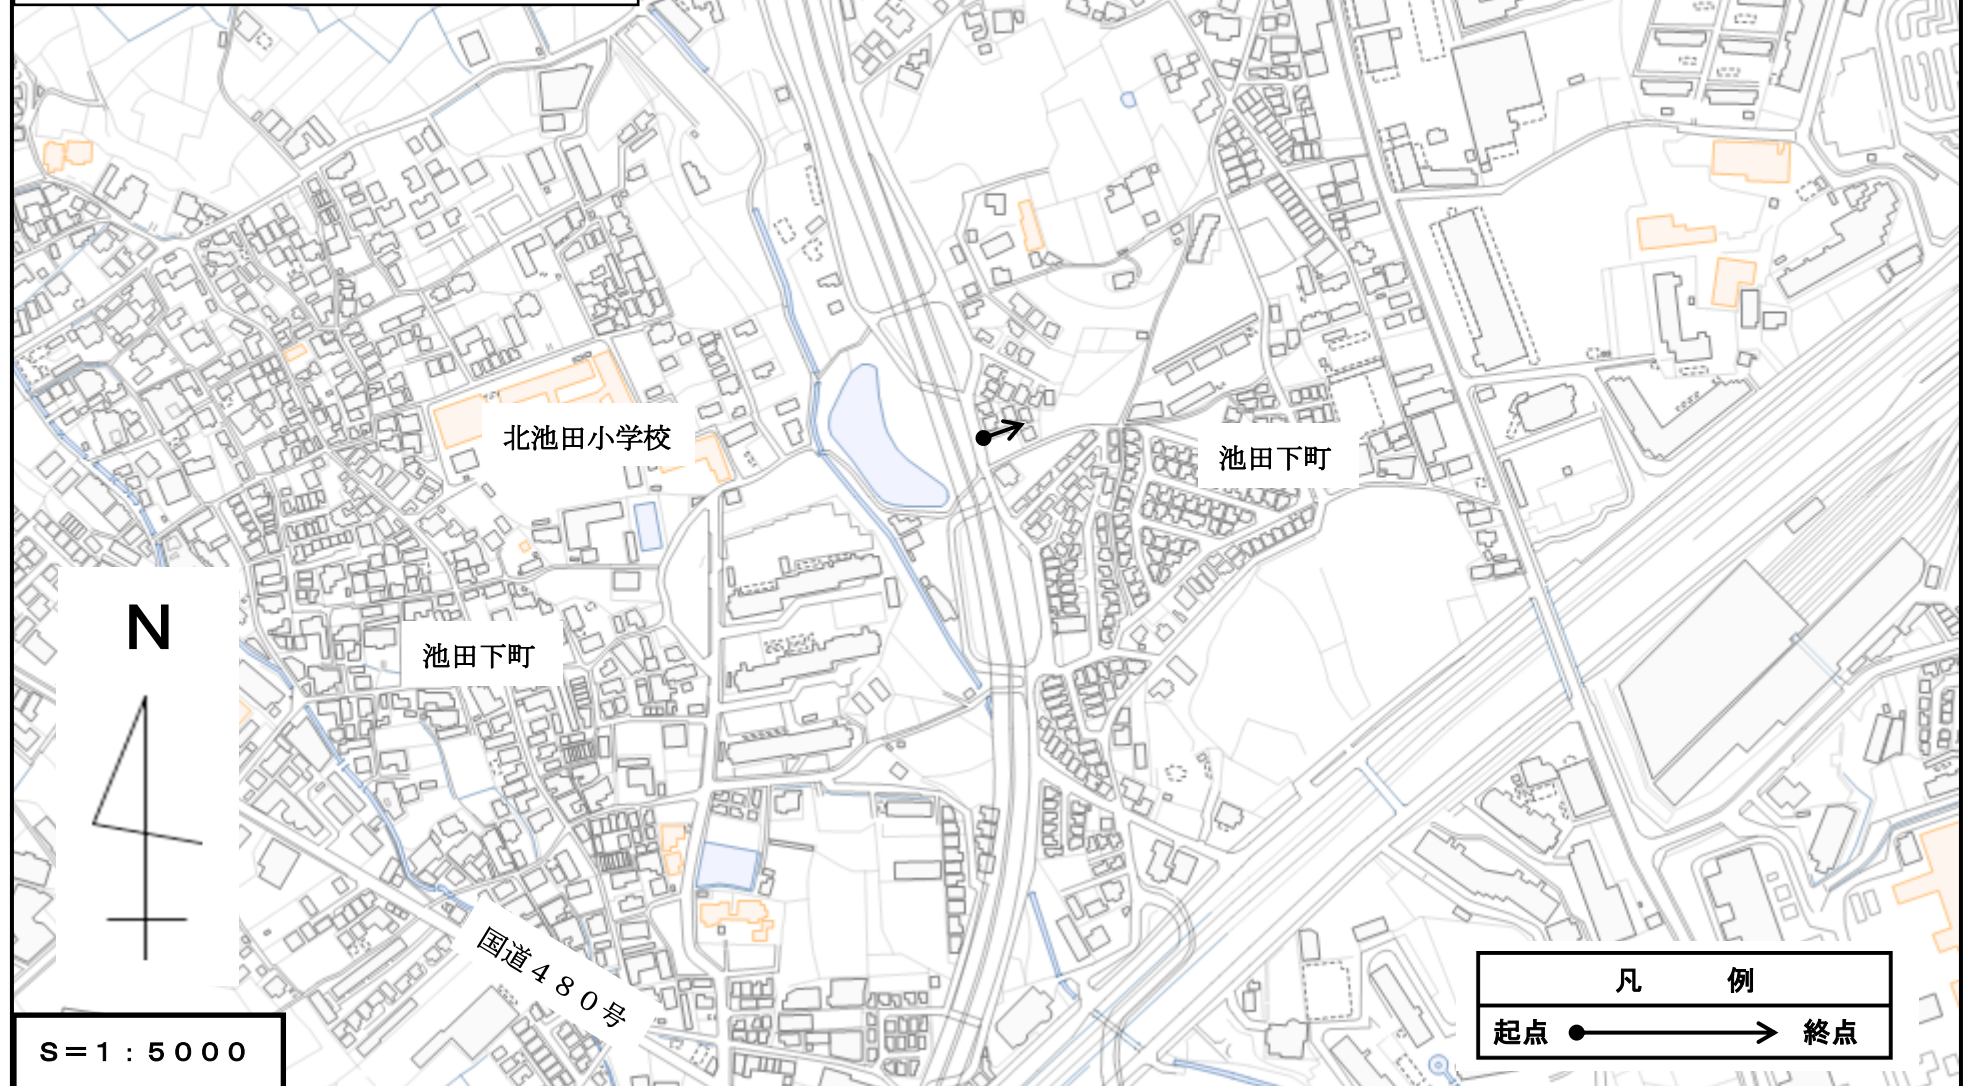 北池田小学校
池田下町
N
池田下町
国道４８０号
凡　例
起点 終点
Ｓ＝１：５０００